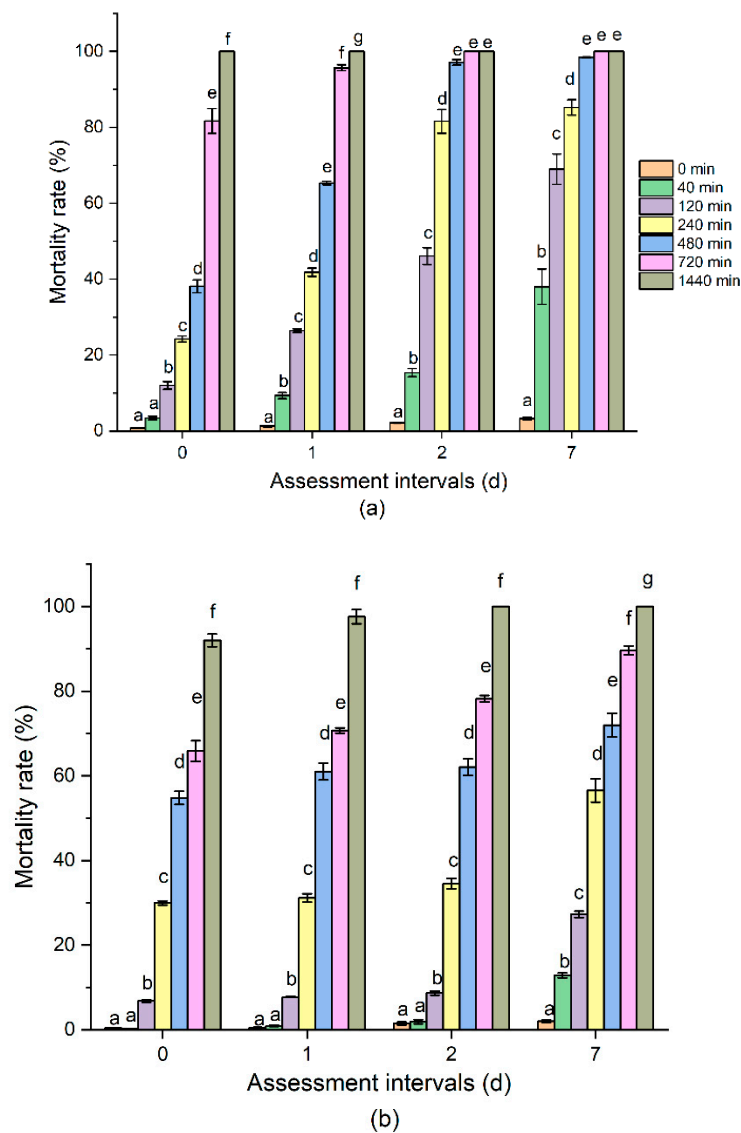 f f g e e e e e e
e d d
e c
d c d b
c c
b b b
a a a a a a
100
80
60
40
20
0
Mortality rate (%)
0 1 2 7
Assessment intervals (d)
(a)
0 min
40 min
120 min
240 min
480 min
720 min
1440 min
f f f g
e e e f
d d d e
c c c d
b b b c
a a a a a a a b
100
80
60
40
20
0
Mortality rate (%)
0 1 2 7
Assessment intervals (d)
(b)